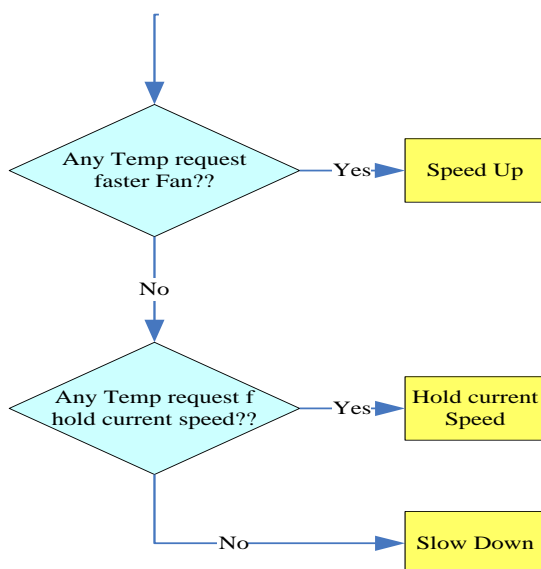 Any Temp request
faster Fan??
Yes
Speed Up
No
Any Temp request f
hold current speed??
Yes
Hold current
Speed
No
Slow Down